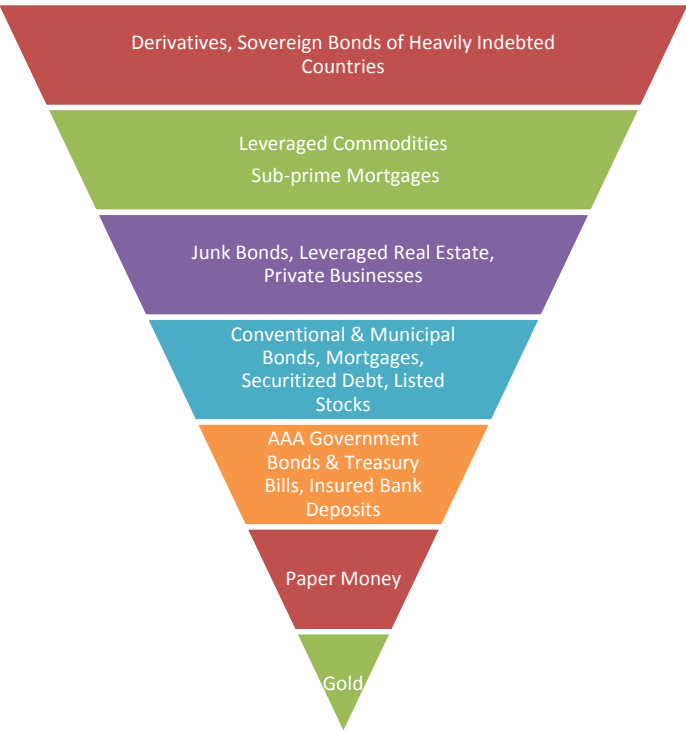 Derivatives, Sovereign Bonds of Heavily Indebted
Countries
Leveraged Commodities
Sub-prime Mortgages
Junk Bonds, Leveraged Real Estate,
Private Businesses
Conventional & Municipal
Bonds, Mortgages,
Securitized Debt, Listed
Stocks
AAA Government
Bonds & Treasury
Bills, Insured Bank
Deposits
Paper Money
Gold